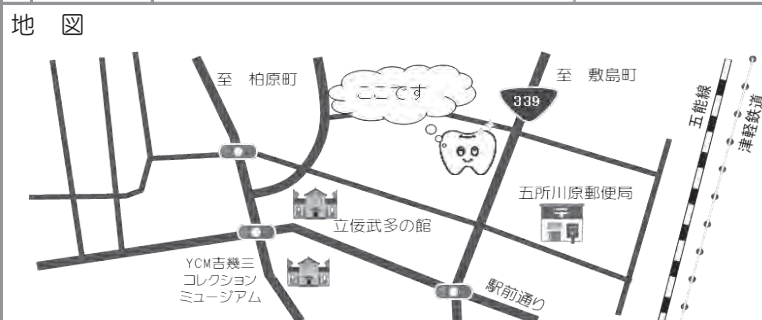 地　図
至　柏原町
ここです
至　敷島町
339
五能線
津軽鉄道
五所川原郵便局
立佞武多の館
YCM吉幾三
コレクション
ミュージアム
駅前通り